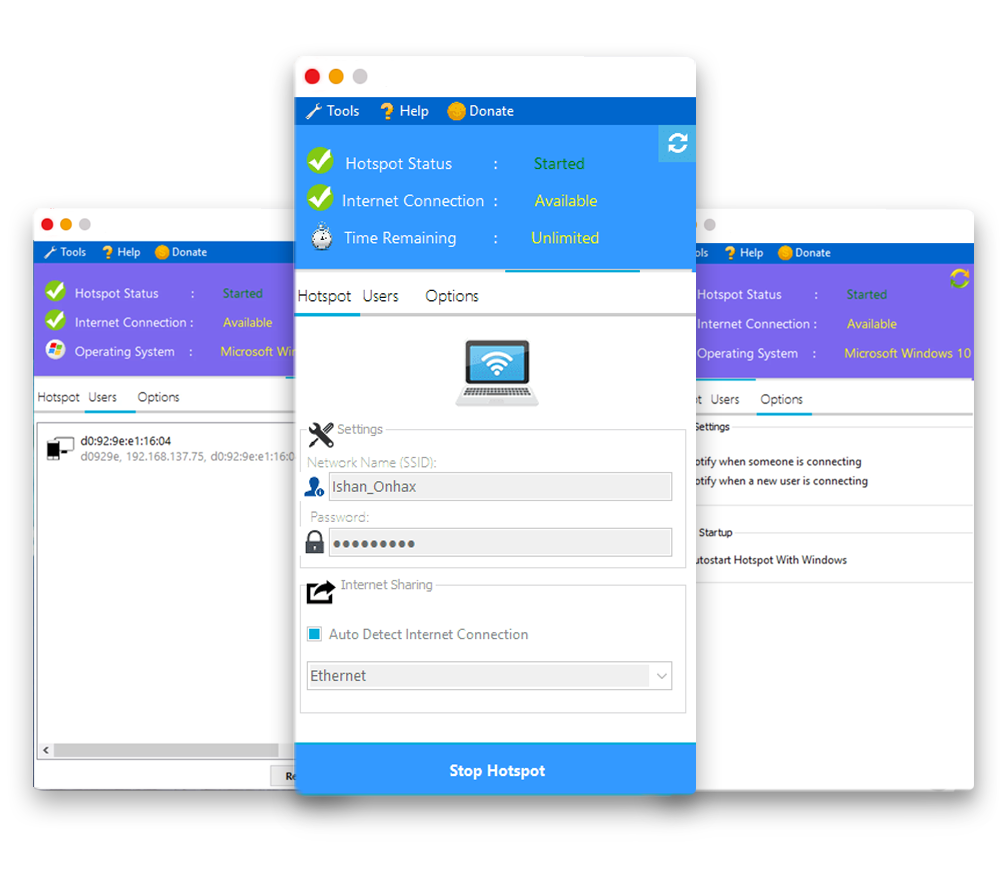 Tools Help Donate
Hotspot Status : Started
Internet Connection : Available
Time Remaining : Unlimited
Hotspot Users Options
Settings
Network Name (SSID):
Ishan_Onhax
Password:
●●●●●●●●●
Internet Sharing
Auto Detect Internet Connection
Ethernet
Stop Hotspot
Tools Help Donate
Hotspot Status : Started
Internet Connection : Available
Operating System : Microsoft Win
Hotspot Users Options
d0:92:9e:e1:16:04
d0929e, 192.168.137.75, d0:92:9e:e1:16:0
Re
ols Help Donate
Hotspot Status : Started
Internet Connection : Available
Operating System : Microsoft Windows 10
t Users Options
Settings
otify when someone is connecting
otify when a new user is connecting
Startup
utostart Hotspot With Windows